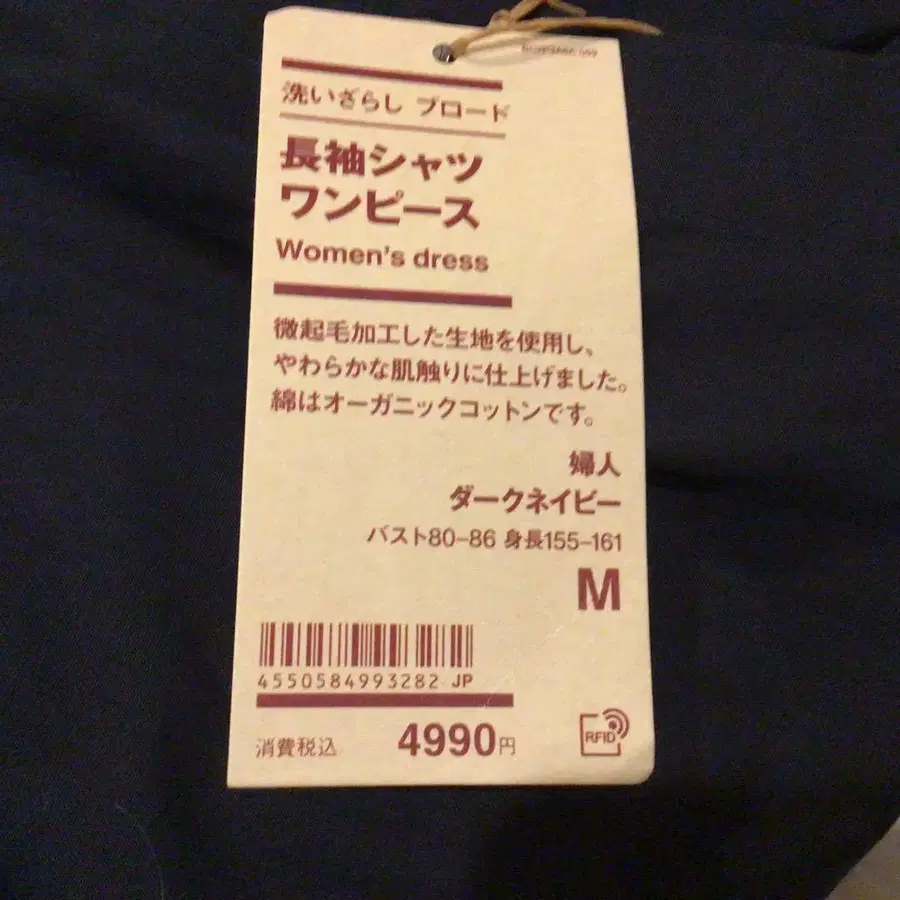 洗いざらし ブロード
長袖シャツ
ワンピース
Women's dress
微起毛加工した生地を使用し、
やわらかな肌触りに仕上げました。
綿はオーガニックコットンです。
婦人
ダークネイビー
バスト80-86 身長155-161
M
4550584993282 JP
消費税込 4990円
RFID